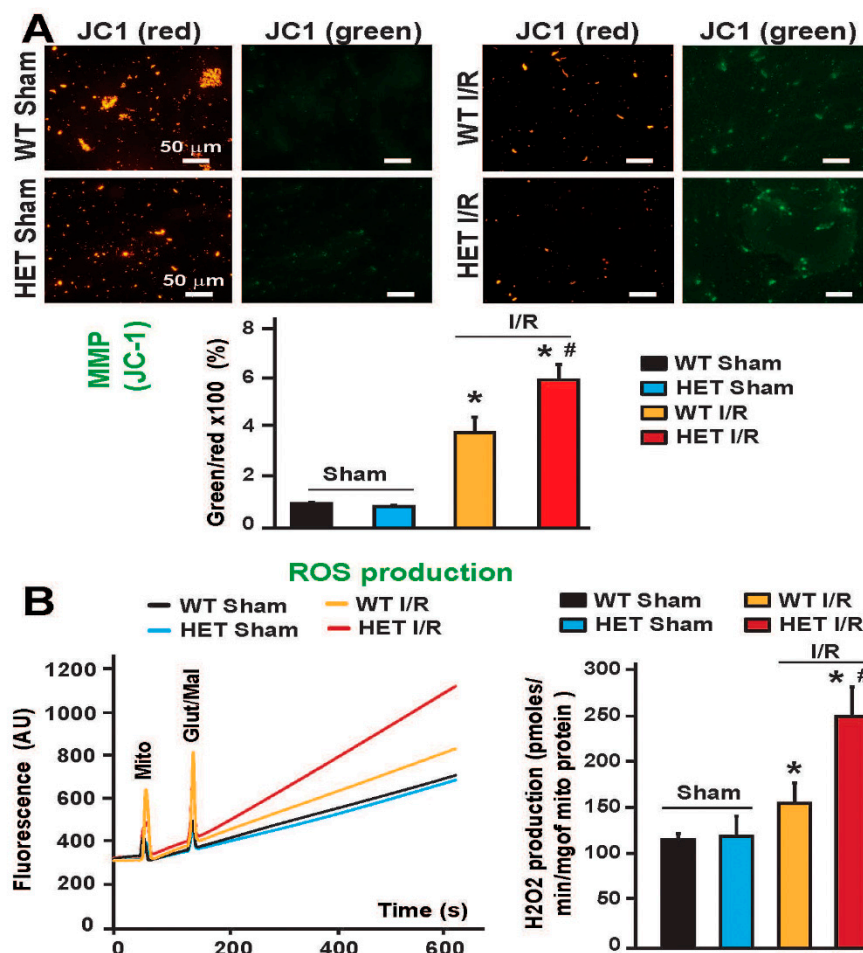 A
JC1 (red)
JC1 (green)
JC1 (red)
JC1 (green)
WT Sham
50 μm
WT I/R
HET Sham
50 μm
HET I/R
MMP
(JC-1)
Green/red x100 (%)
8
6
4
2
0
Sham
I/R
*
* #
WT Sham
HET Sham
WT I/R
HET I/R
B
ROS production
WT Sham
WT I/R
HET Sham
HET I/R
Fluorescence (AU)
1200
1000
800
600
400
200
0
Mito
Glut/Mal
Time (s)
0
200
400
600
WT Sham
WT I/R
HET Sham
HET I/R
H2O2 production (pmoles/
min/mgof mito protein )
300
250
150
100
50
0
Sham
I/R
*
* #